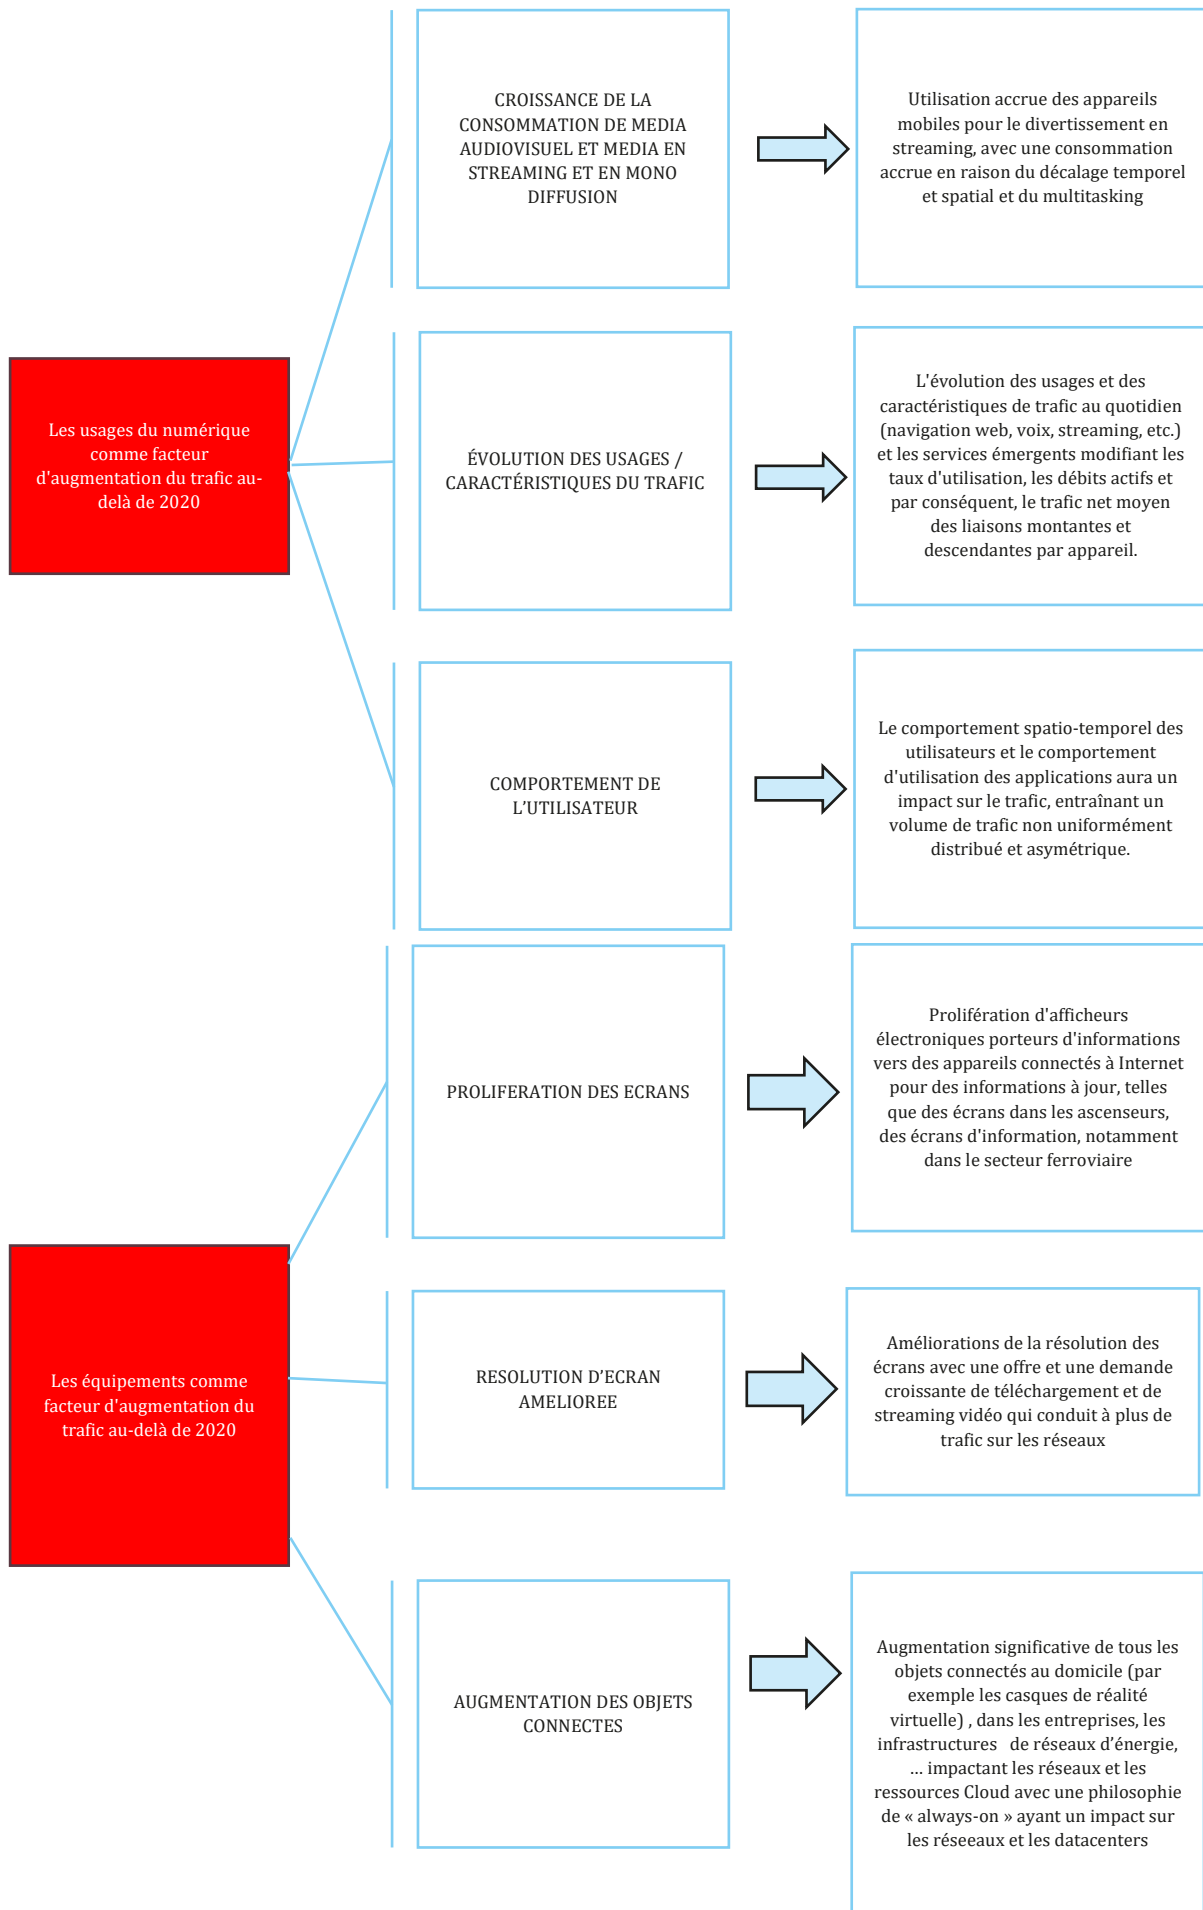 Les usages du numérique
comme facteur
d'augmentation du trafic au-
delà de 2020
CROISSANCE DE LA
CONSOMMATION DE MEDIA
AUDIOVISUEL ET MEDIA EN
STREAMING ET EN MONO
DIFFUSION
Utilisation accrue des appareils
mobiles pour le divertissement en
streaming, avec une consommation
accrue en raison du décalage temporel
et spatial et du multitasking
ÉVOLUTION DES USAGES /
CARACTÉRISTIQUES DU TRAFIC
L'évolution des usages et des
caractéristiques de trafic au quotidien
(navigation web, voix, streaming, etc.)
et les services émergents modifiant les
taux d'utilisation, les débits actifs et
par conséquent, le trafic net moyen
des liaisons montantes et
descendantes par appareil.
COMPORTEMENT DE
L’UTILISATEUR
Le comportement spatio-temporel des
utilisateurs et le comportement
d'utilisation des applications aura un
impact sur le trafic, entraînant un
volume de trafic non uniformément
distribué et asymétrique.
Les équipements comme
facteur d'augmentation du
trafic au-delà de 2020
PROLIFERATION DES ECRANS
Prolifération d'afficheurs
électroniques porteurs d'informations
vers des appareils connectés à Internet
pour des informations à jour, telles
que des écrans dans les ascenseurs,
des écrans d'information, notamment
dans le secteur ferroviaire
RESOLUTION D’ECRAN
AMELIOREE
Améliorations de la résolution des
écrans avec une offre et une demande
croissante de téléchargement et de
streaming vidéo qui conduit à plus de
trafic sur les réseaux
AUGMENTATION DES OBJETS
CONNECTES
Augmentation significative de tous les
objets connectés au domicile (par
exemple les casques de réalité
virtuelle) , dans les entreprises, les
infrastructures de réseaux d’énergie,
… impactant les réseaux et les
ressources Cloud avec une philosophie
de « always-on » ayant un impact sur
les réseeaux et les datacenters